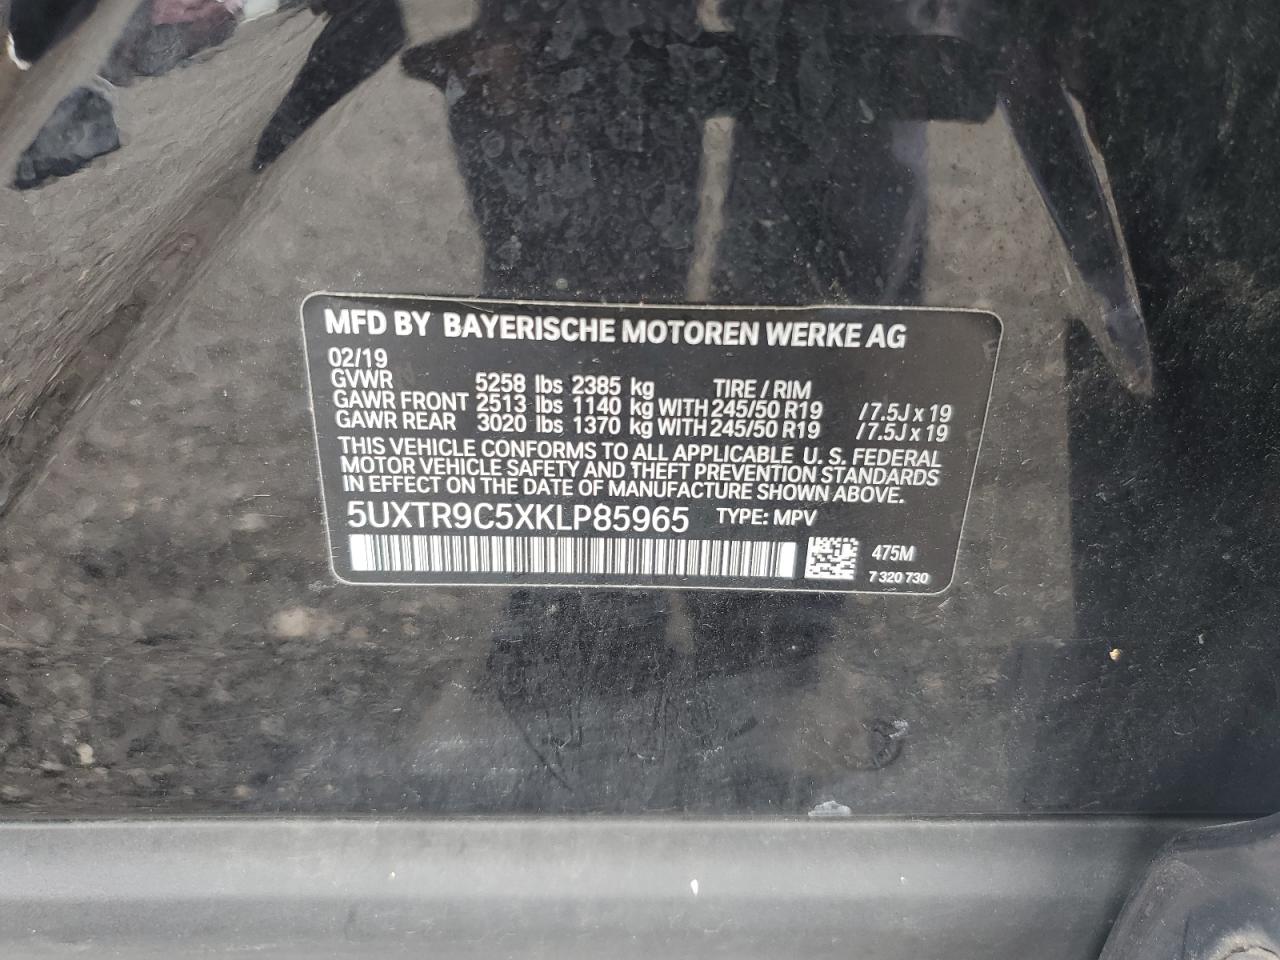 MFD BY BAYERISCHE MOTOREN WERKE AG
02/19
GVWR 5258 lbs 2385 kg TIRE / RIM
GAWR FRONT 2513 lbs 1140 kg WITH 245/50 R19 /7.5J x 19
GAWR REAR 3020 lbs 1370 kg WITH 245/50 R19 /7.5J x 19
THIS VEHICLE CONFORMS TO ALL APPLICABLE U. S. FEDERAL
MOTOR VEHICLE SAFETY AND THEFT PREVENTION STANDARDS
IN EFFECT ON THE DATE OF MANUFACTURE SHOWN ABOVE.
5UXTR9C5XKLP85965 TYPE: MPV
475M
7 320 730